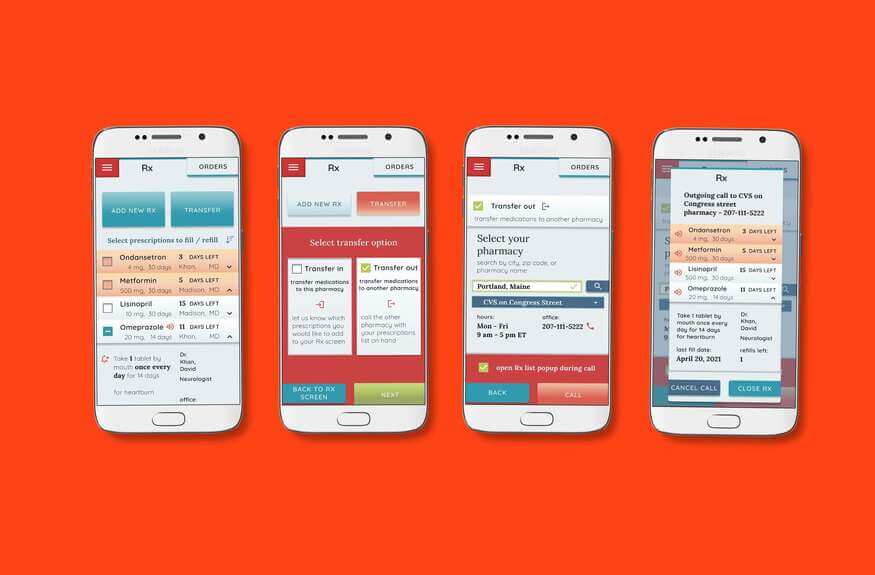 Rx
ORDERS
ADD NEW RX
TRANSFER
Select prescriptions to fill / refill
Ondansetron 3 DAYS LEFT
4 mg, 30 days Khan, MD
Metformin 5 DAYS LEFT
500 mg, 30 days Madison, MD
Lisinopril 15 DAYS LEFT
10 mg, 30 days Khan, MD
Omeprazole 11 DAYS LEFT
20 mg, 14 days Madison, MD
Take 1 tablet by
mouth once every
day for 14 days
for heartburn
Dr.
Khan,
David
Neurologist
office:
Rx
ORDERS
ADD NEW RX
TRANSFER
Select transfer option
Transfer in
transfer medications
to this pharmacy
let us know which
prescriptions you
would like to add
to your Rx screen
Transfer out
transfer medications
to another pharmacy
call the other
pharmacy with
your prescriptions
list on hand
BACK TO RX
SCREEN
NEXT
Rx
ORDERS
Transfer out
transfer medications to another pharmacy
Select your
pharmacy
search by city, zip code, or
pharmacy name
Portland, Maine
CVS on Congress Street
hours:
Mon - Fri
9 am - 5 pm ET
office:
207-111-5222
open Rx list popup during call
BACK
CALL
Rx
Outgoing call to CVS on
Congress street
pharmacy - 207-111-5222
Ondansetron 3 DAYS LEFT
4 mg, 30 days
Metformin 5 DAYS LEFT
500 mg, 30 days
Lisinopril 15 DAYS LEFT
10 mg, 30 days
Omeprazole 11 DAYS LEFT
20 mg, 14 days
Take 1 tablet by
mouth once every
day for 14 days
for heartburn
Dr.
Khan,
David
Neurologist
last fill date:
April 20, 2021
refills left:
1
CANCEL CALL
CLOSE RX